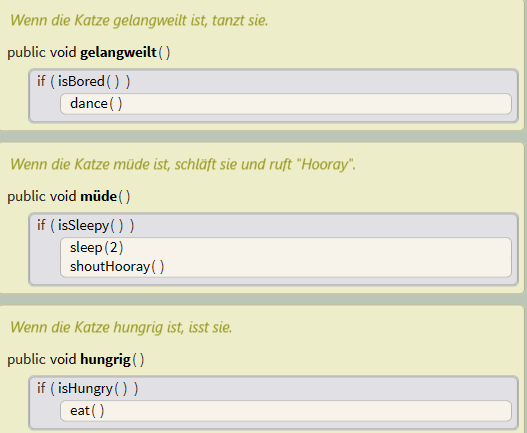 Wenn die Katze gelangweilt ist, tanzt sie.
public void gelangweilt()
if (isBored() )
dance()
Wenn die Katze müde ist, schläft sie und ruft "Hooray".
public void müde()
if (isSleepy() )
sleep(2)
shoutHooray()
Wenn die Katze hungrig ist, isst sie.
public void hungrig()
if (isHungry() )
eat()